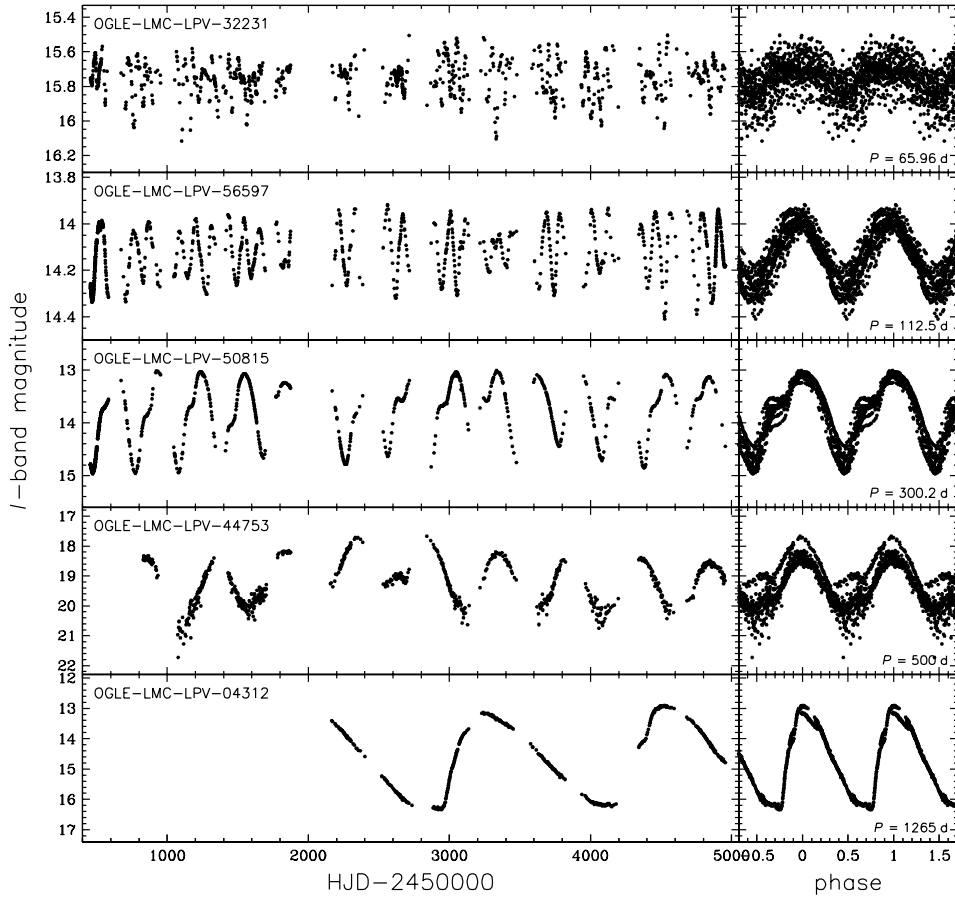 OGLE-LMC-LPV-32231
15.4
15.6
15.8
16
16.2
P = 65.96 d
OGLE-LMC-LPV-56597
13.8
14
14.2
14.4
P = 112.5 d
OGLE-LMC-LPV-50815
13
14
15
P = 300.2 d
OGLE-LMC-LPV-44753
17
18
19
20
21
22
P = 500 d
OGLE-LMC-LPV-04312
12
13
14
15
16
17
P = 1265 d
I-band magnitude
1000 2000 3000 4000 5000
-0.5 0 0.5 1 1.5
HJD-2450000
phase